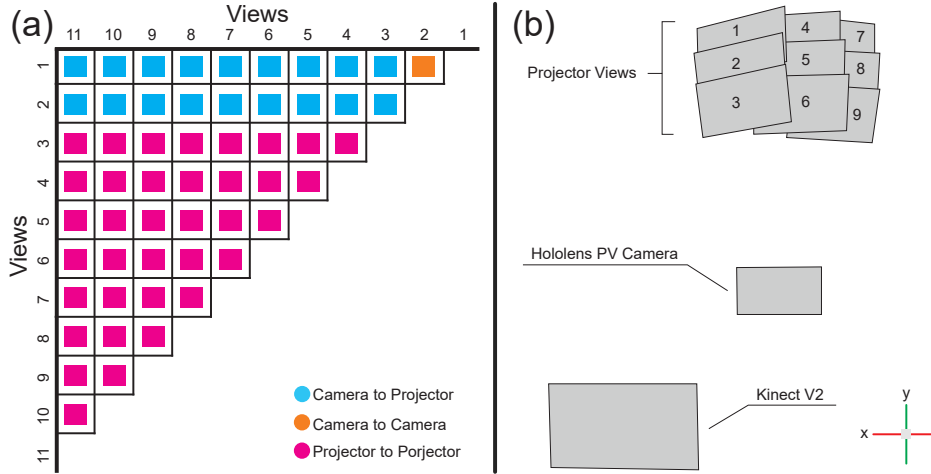 (a)
Views
11 10 9 8 7 6 5 4 3 2 1
Views
1
2
3
4
5
6
7
8
9
10
11
Camera to Projector
Camera to Camera
Projector to Porjector
(b)
Projector Views
1 4 7
2 5 8
3 6 9
Hololens PV Camera
Kinect V2
y
x